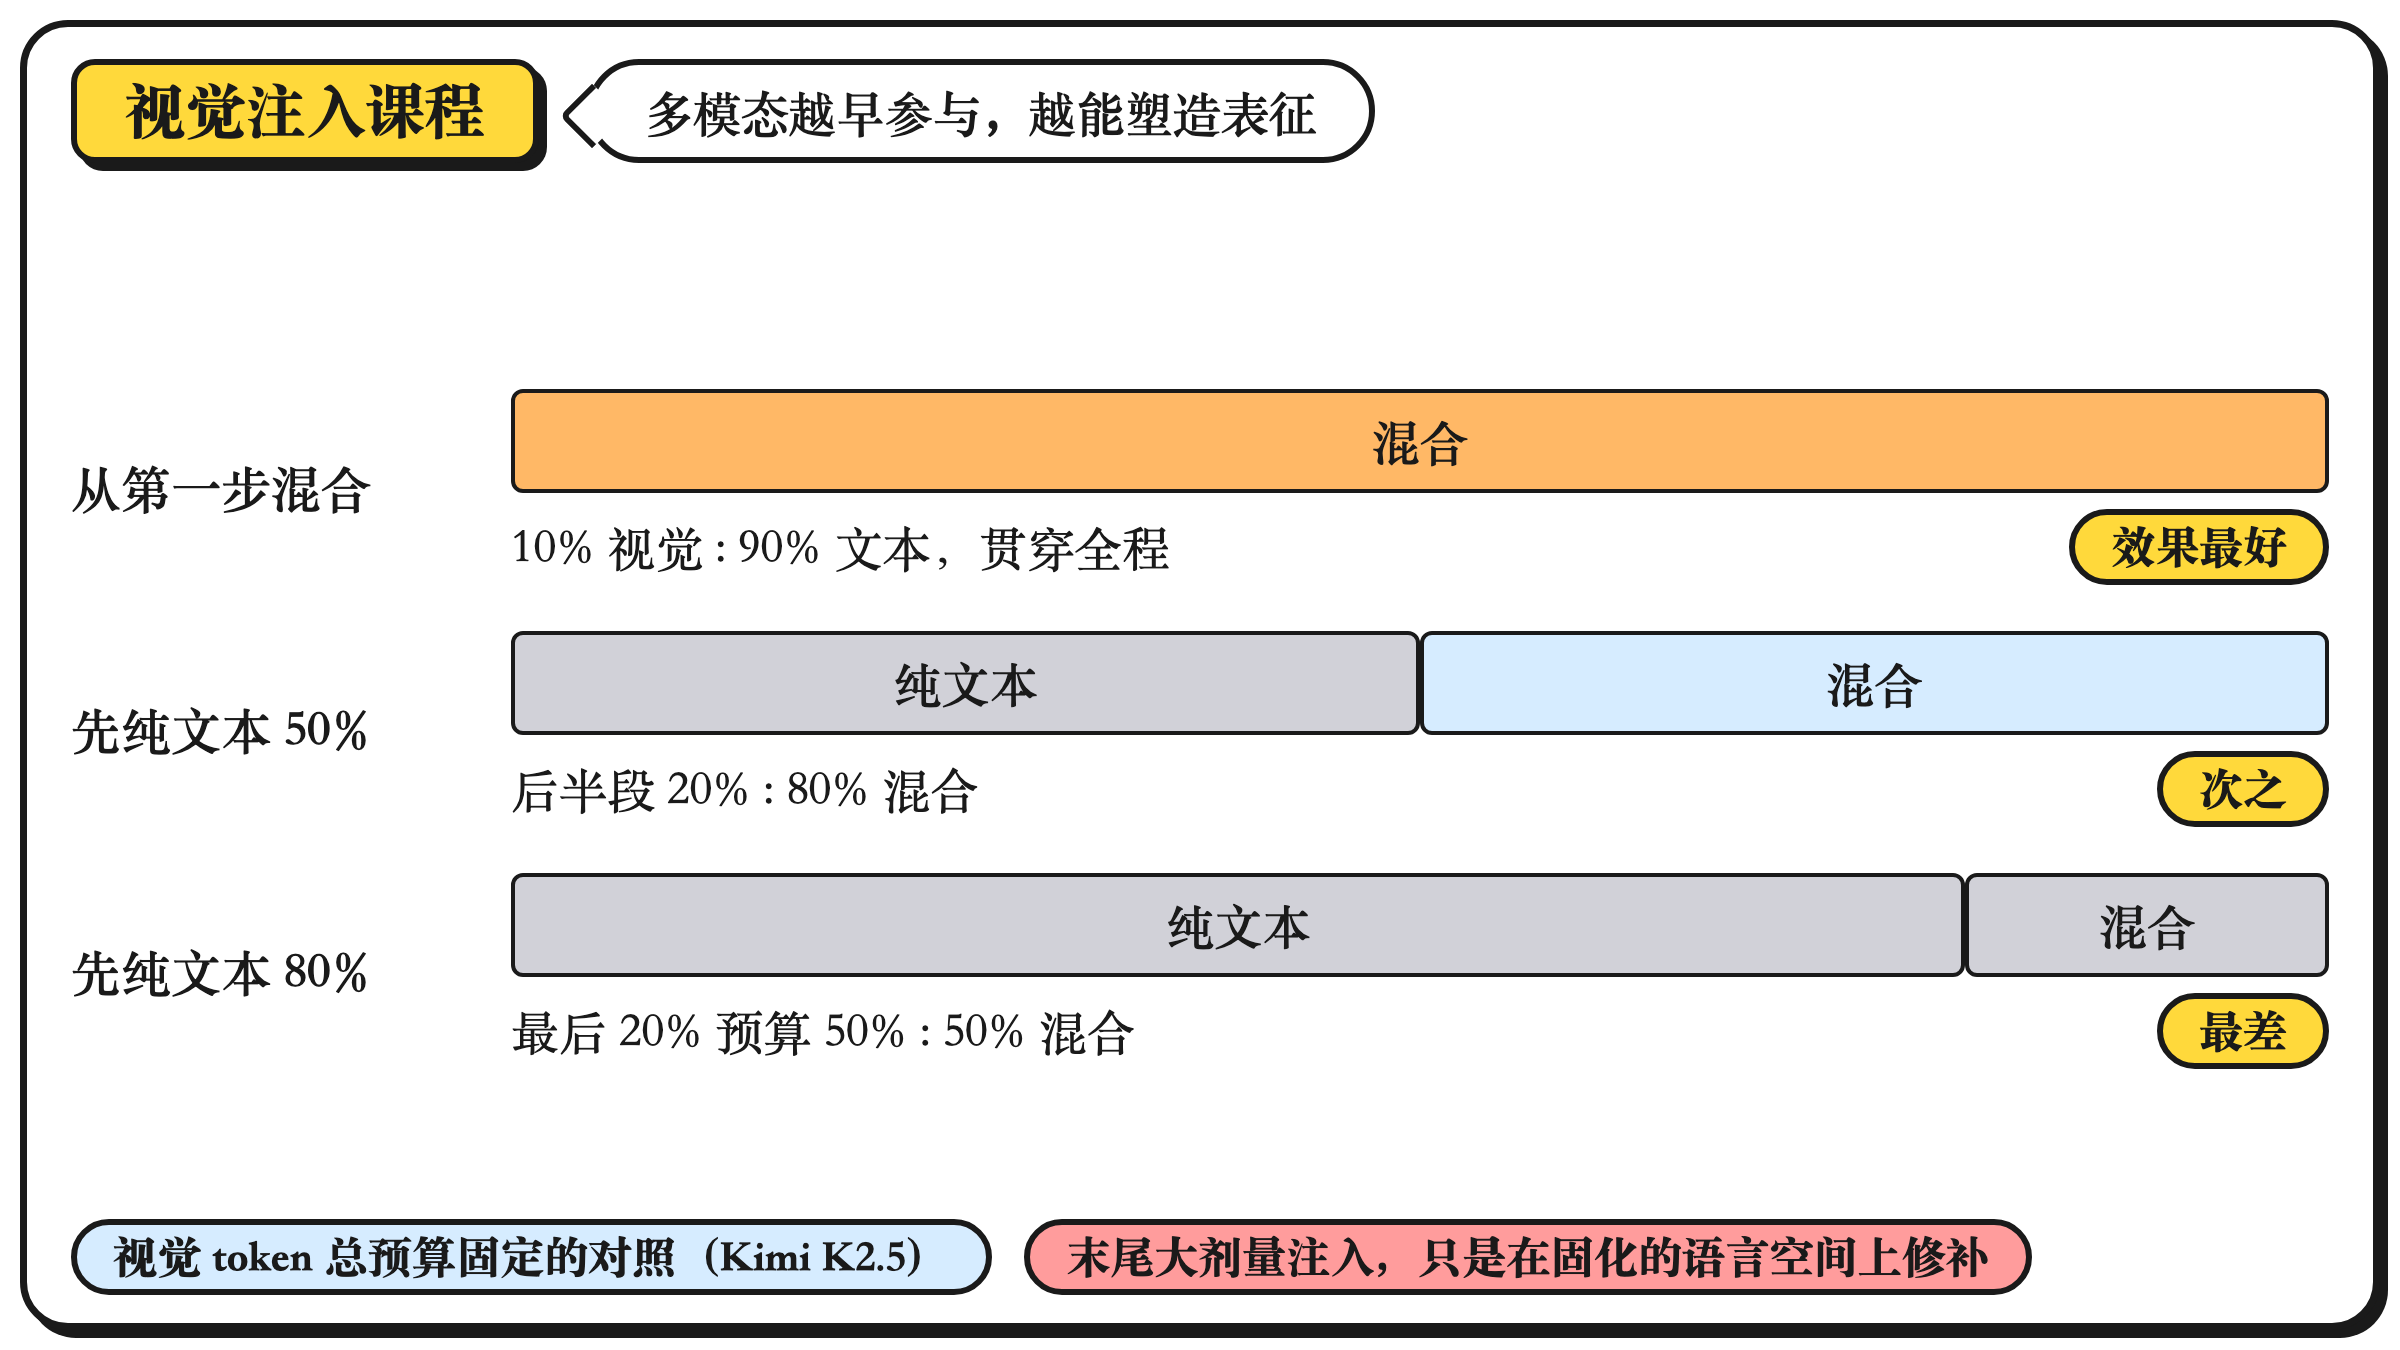 视觉注入课程
多模态越早参与，越能塑造表征
从第一步混合
混合
10% 视觉 : 90% 文本，贯穿全程
效果最好
先纯文本 50%
纯文本
混合
后半段 20% : 80% 混合
次之
先纯文本 80%
纯文本
混合
最后 20% 预算 50% : 50% 混合
最差
视觉 token 总预算固定的对照（Kimi K2.5）
末尾大剂量注入，只是在固化的语言空间上修补